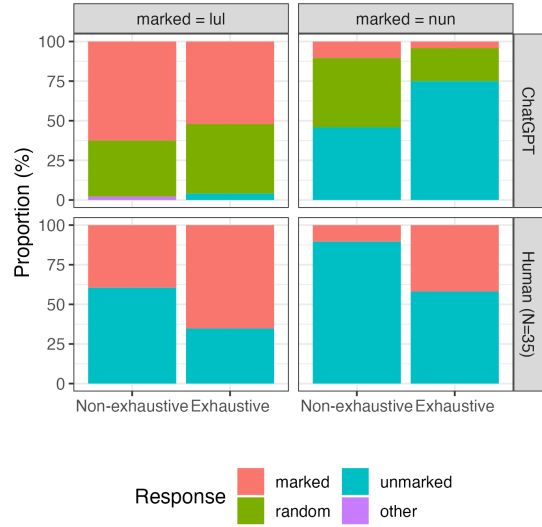 marked = lul
marked = nun
100
75
50
25
0
ChatGPT
100
75
50
25
0
Human (N=35)
Proportion (%)
Non-exhaustive Exhaustive
Non-exhaustive Exhaustive
Response
marked
unmarked
random
other